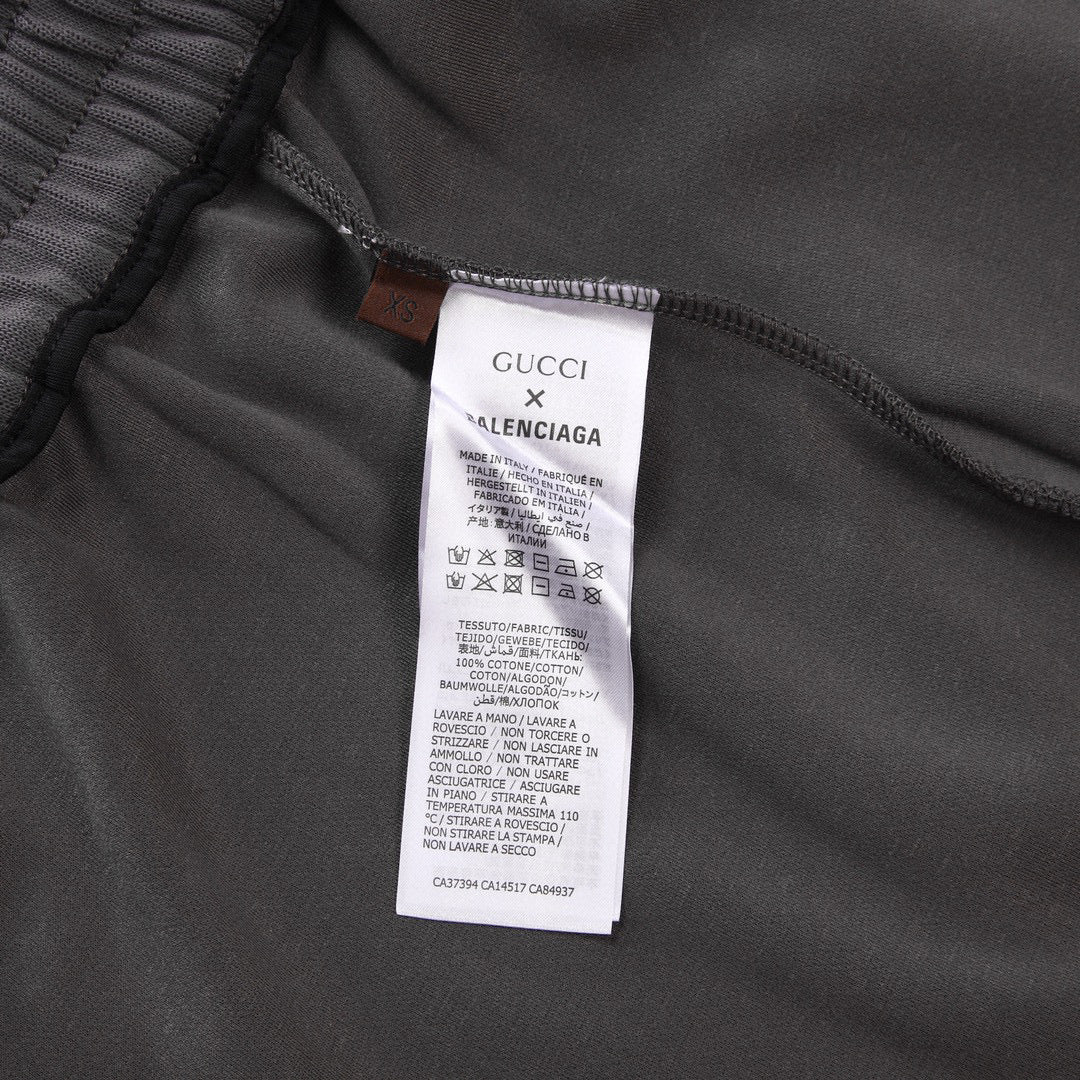 XS
GUCCI
X
BALENCIAGA
MADE IN ITALY / FABRIQUÉ EN
ITALIE / HECHO EN ITALIA /
HERGESTELLT IN ITALIEN /
FABRICADO EM ITALIA /
イタリア製 / صنع في ايطاليا /
产地: 意大利 / СДЕЛАНО В
ИТАЛИИ
TESSUTO/FABRIC/TISSU/
TEJIDO/GEWEBE/TECIDO/
表地/قماش/面料/ТКАНЬ:
100% COTONE/COTTON/
COTON/ALGODON/
BAUMWOLLE/ALGODÃO/コットン/
قطن/棉/ХЛОПОК
LAVARE A MANO / LAVARE A
ROVESCIO / NON TORCERE O
STRIZZARE / NON LASCIARE IN
AMMOLLO / NON TRATTARE
CON CLORO / NON USARE
ASCIUGATRICE / ASCIUGARE
IN PIANO / STIRARE A
TEMPERATURA MASSIMA 110
°C / STIRARE A ROVESCIO /
NON STIRARE LA STAMPA /
NON LAVARE A SECCO
CA37394 CA14517 CA84937